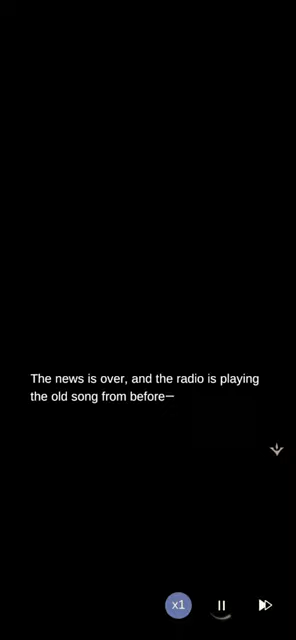 The news is over, and the radio is playing
the old song from before—
x1